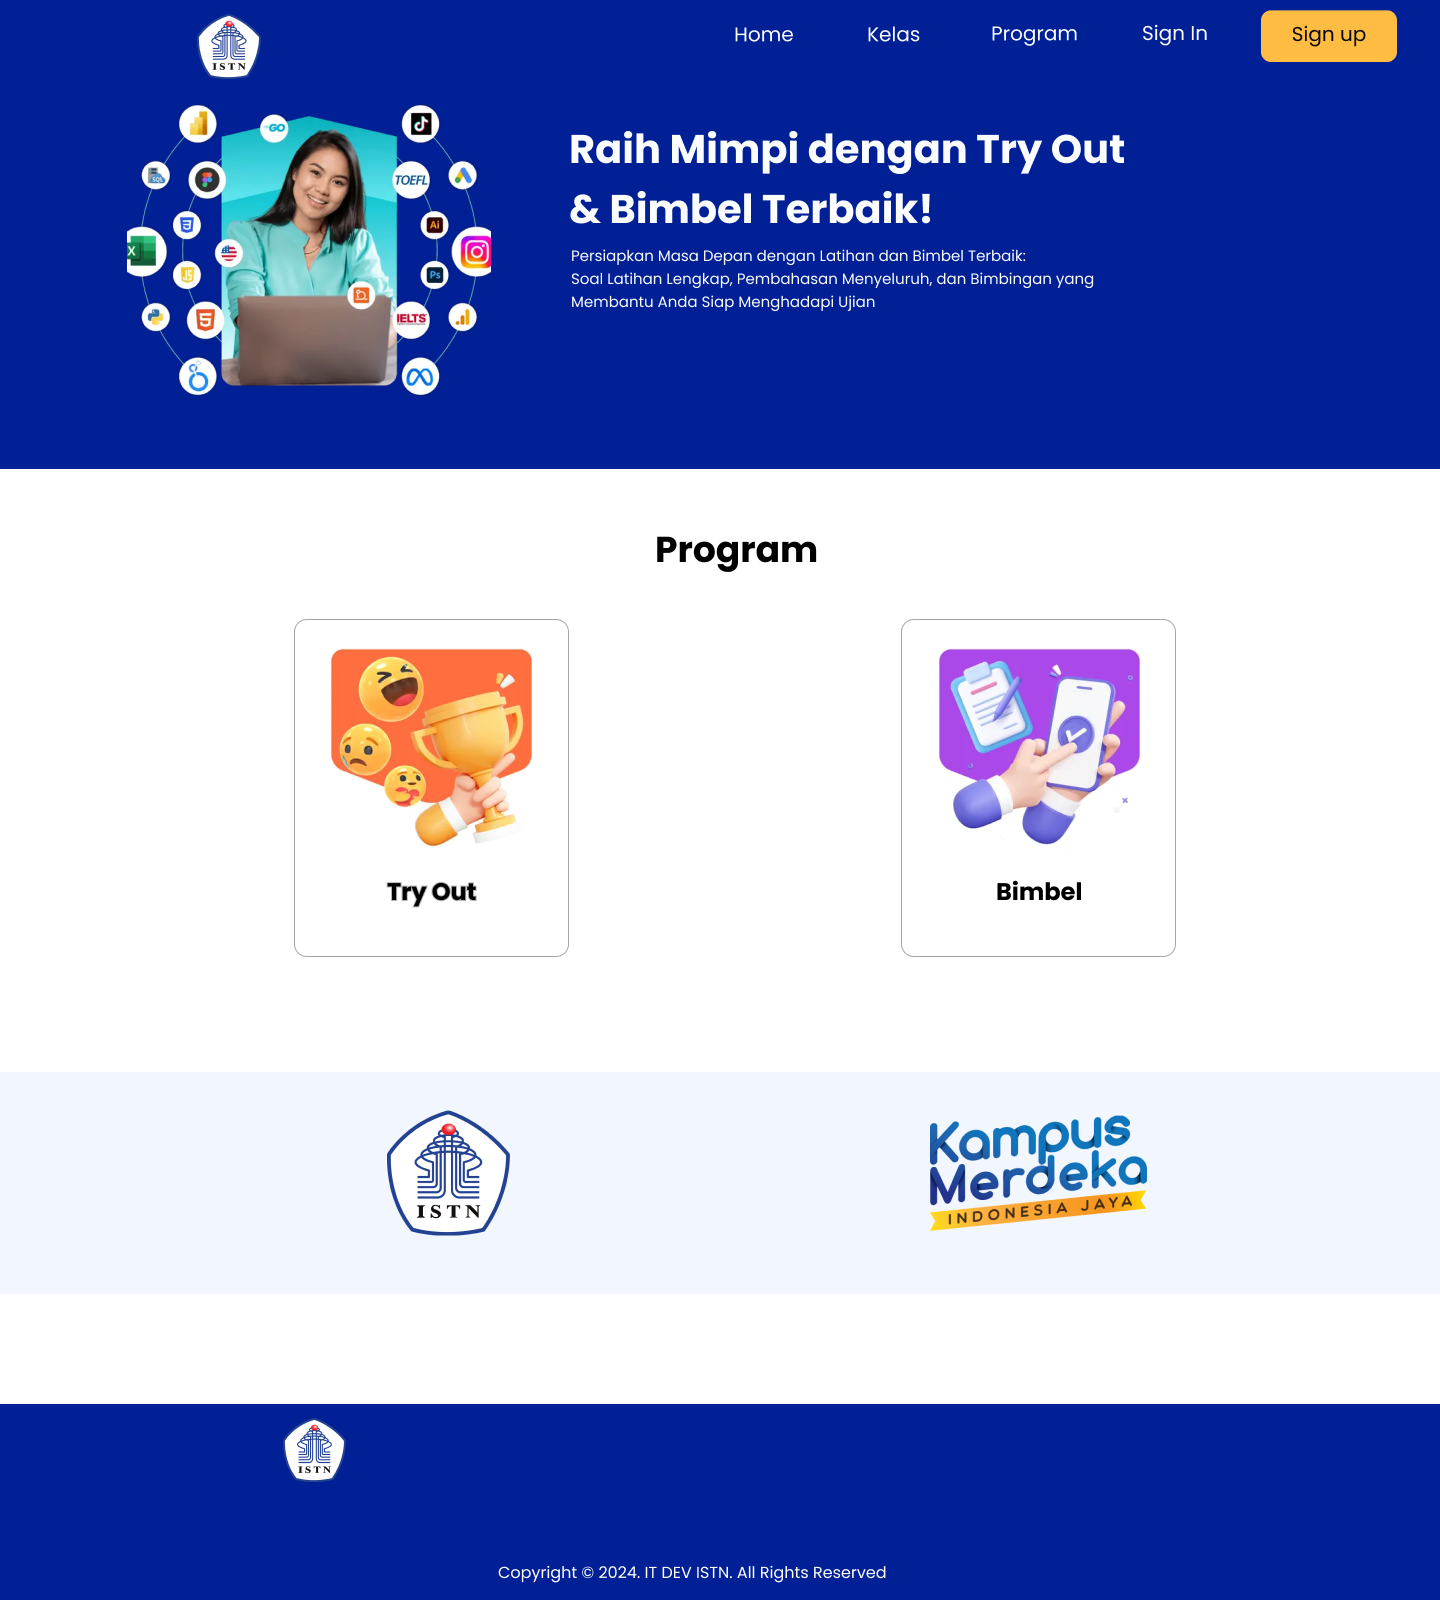 ISTN
Home
Kelas
Program
Sign In
Sign up
GO
SQL
TOEFL
Ai
X
JS
Ps
5
IELTS
Raih Mimpi dengan Try Out
& Bimbel Terbaik!
Persiapkan Masa Depan dengan Latihan dan Bimbel Terbaik:
Soal Latihan Lengkap, Pembahasan Menyeluruh, dan Bimbingan yang
Membantu Anda Siap Menghadapi Ujian
Program
Try Out
Bimbel
ISTN
Kampus
Merdeka
INDONESIA JAYA
ISTN
Copyright © 2024. IT DEV ISTN. All Rights Reserved